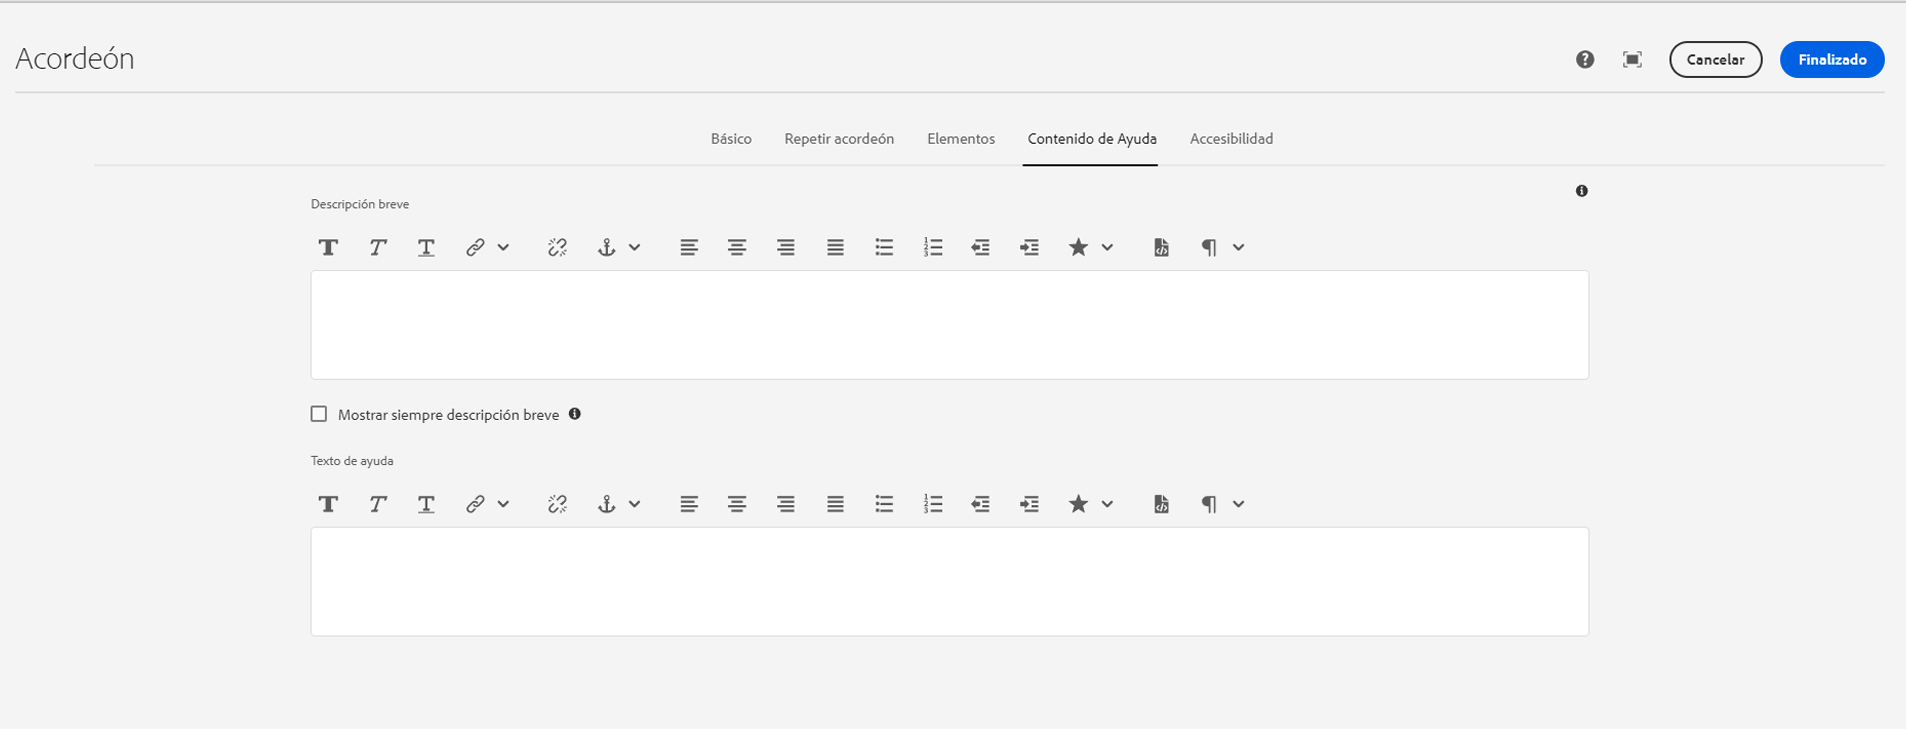 Acordeón
Cancelar
Finalizado
Básico
Repetir acordeón
Elementos
Contenido de Ayuda
Accesibilidad
Descripción breve
Mostrar siempre descripción breve
Texto de ayuda